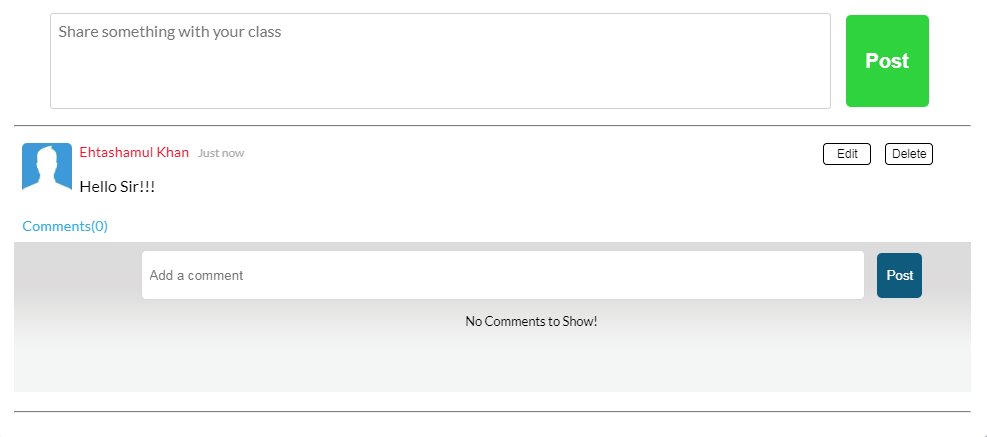 Share something with your class
Post
Ehtashamul Khan Just now
Edit
Delete
Hello Sir!!!
Comments(0)
Add a comment
Post
No Comments to Show!